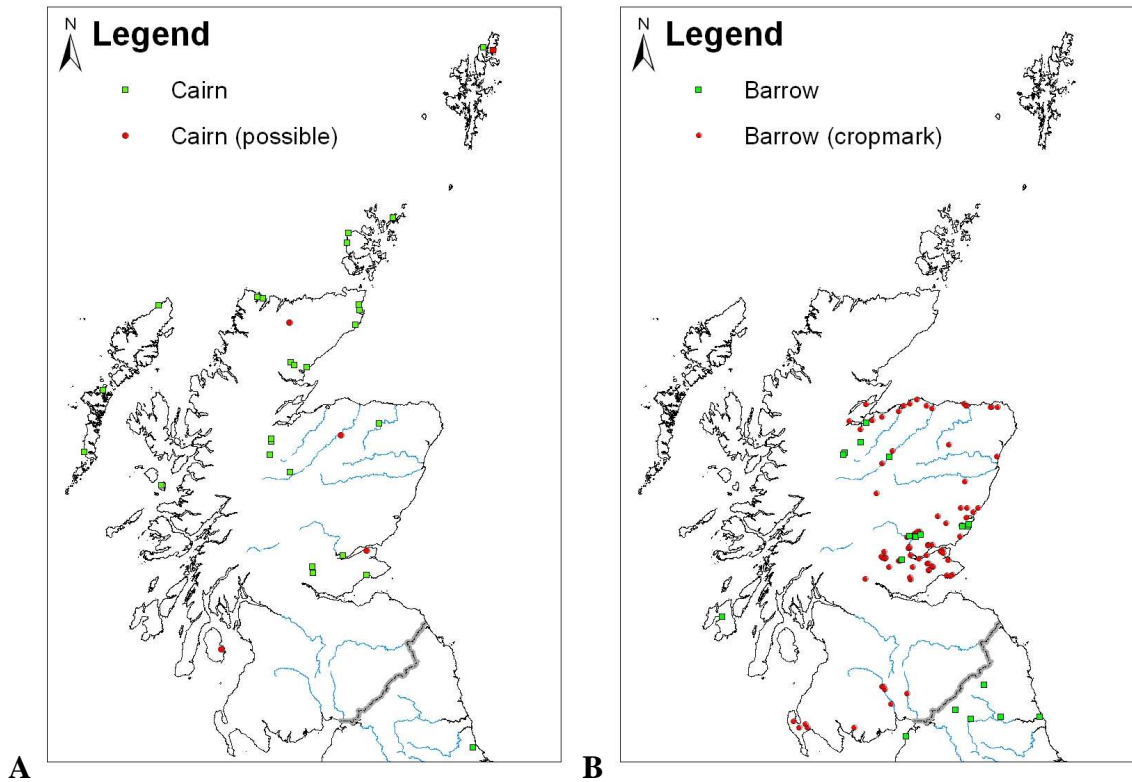 N Legend
Cairn
Cairn (possible)
A
N Legend
Barrow
Barrow (cropmark)
B